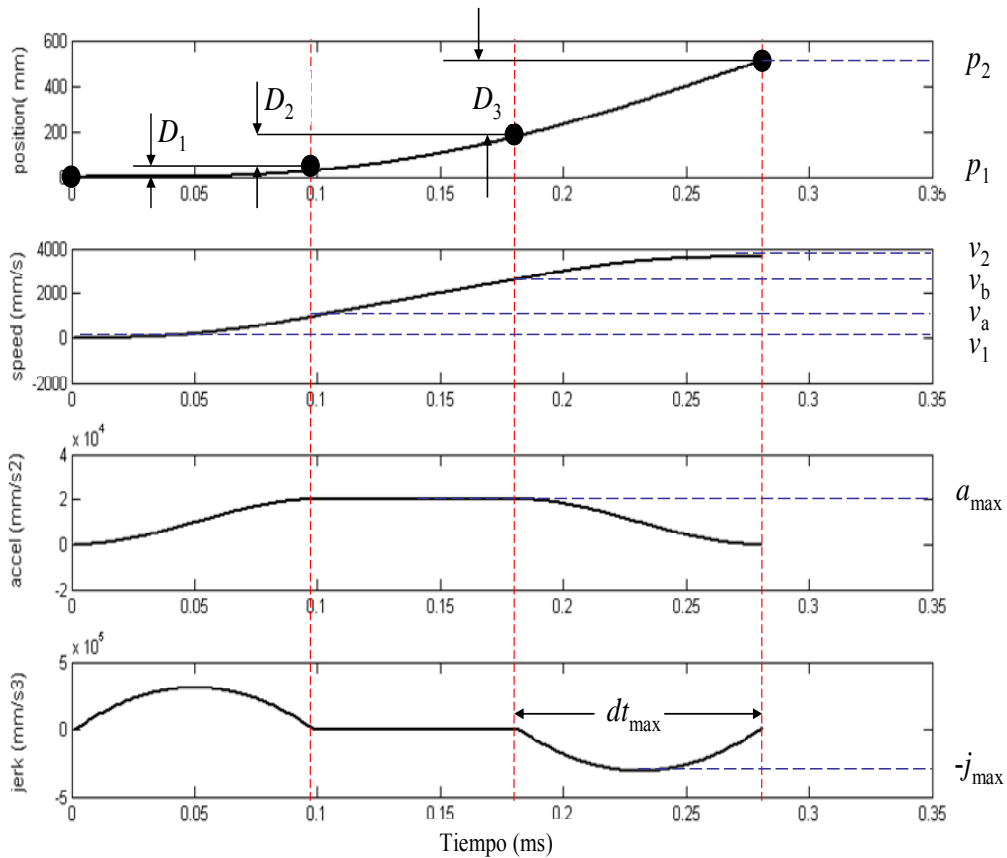 600
400
200
0
position( mm)
D1
D2
D3
p2
p1
0
0.05
0.1
0.15
0.2
0.25
0.3
0.35
4000
2000
0
-2000
speed (mm/s)
v2
vb
va
v1
0
0.05
0.1
0.15
0.2
0.25
0.3
0.35
x 10^4
4
2
0
-2
accel (mm/s2)
amax
0
0.05
0.1
0.15
0.2
0.25
0.3
0.35
x 10^5
5
0
-5
jerk (mm/s3)
dtmax
-jmax
0
0.05
0.1
0.15
0.2
0.25
0.3
0.35
Tiempo (ms)